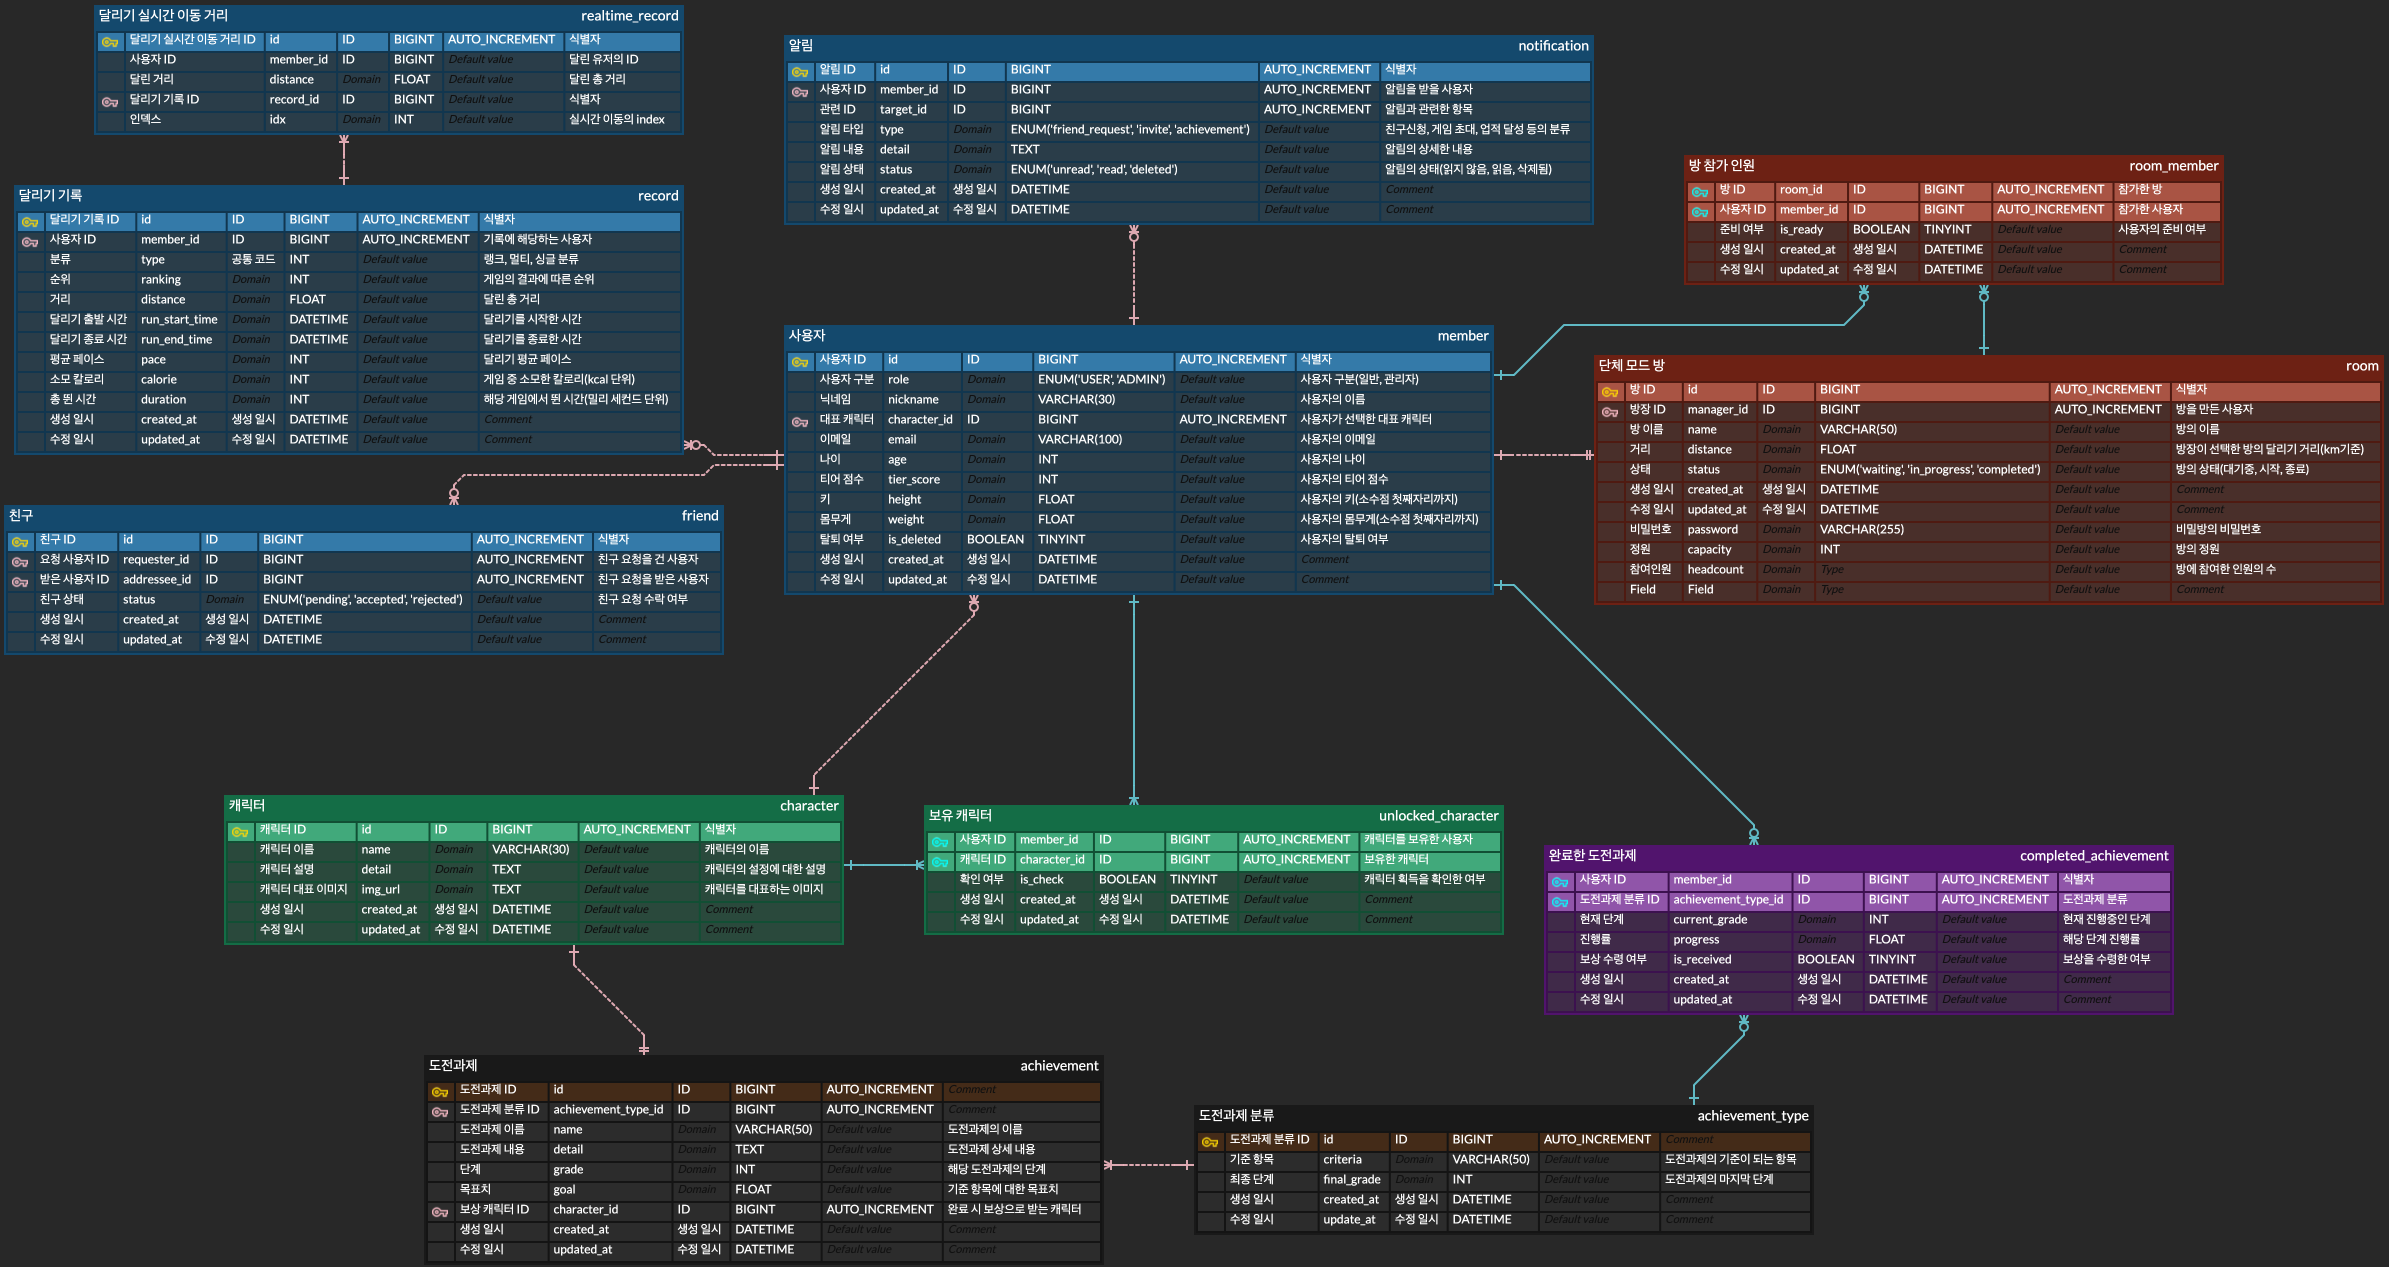 달리기 실시간 이동 거리 realtime_record
달리기 실시간 이동 거리 ID id ID BIGINT AUTO_INCREMENT 식별자
사용자 ID member_id ID BIGINT Default value 달린 유저의 ID
달린 거리 distance Domain FLOAT Default value 달린 총 거리
달리기 기록 ID record_id ID BIGINT Default value 식별자
인덱스 idx Domain INT Default value 실시간 이동의 index
알림 notification
알림 ID id ID BIGINT AUTO_INCREMENT 식별자
사용자 ID member_id ID BIGINT AUTO_INCREMENT 알림을 받을 사용자
관련 ID target_id ID BIGINT AUTO_INCREMENT 알림과 관련한 항목
알림 타입 type Domain ENUM('friend_request', 'invite', 'achievement') Default value 친구신청, 게임 초대, 업적 달성 등의 분류
알림 내용 detail Domain TEXT Default value 알림의 상세한 내용
알림 상태 status Domain ENUM('unread', 'read', 'deleted') Default value 알림의 상태(읽지 않음, 읽음, 삭제됨)
생성 일시 created_at 생성 일시 DATETIME Default value Comment
수정 일시 updated_at 수정 일시 DATETIME Default value Comment
방 참가 인원 room_member
방 ID room_id ID BIGINT AUTO_INCREMENT 참가한 방
사용자 ID member_id ID BIGINT AUTO_INCREMENT 참가한 사용자
준비 여부 is_ready BOOLEAN TINYINT Default value 사용자의 준비 여부
생성 일시 created_at 생성 일시 DATETIME Default value Comment
수정 일시 updated_at 수정 일시 DATETIME Default value Comment
달리기 기록 record
달리기 기록 ID id ID BIGINT AUTO_INCREMENT 식별자
사용자 ID member_id ID BIGINT AUTO_INCREMENT 기록에 해당하는 사용자
분류 type 공통 코드 INT Default value 랭크, 멀티, 싱글 분류
순위 ranking Domain INT Default value 게임의 결과에 따른 순위
거리 distance Domain FLOAT Default value 달린 총 거리
달리기 출발 시간 run_start_time Domain DATETIME Default value 달리기를 시작한 시간
달리기 종료 시간 run_end_time Domain DATETIME Default value 달리기를 종료한 시간
평균 페이스 pace Domain INT Default value 달리기 평균 페이스
소모 칼로리 calorie Domain INT Default value 게임 중 소모한 칼로리(kcal 단위)
총 뛴 시간 duration Domain INT Default value 해당 게임에서 뛴 시간(밀리 세컨드 단위)
생성 일시 created_at 생성 일시 DATETIME Default value Comment
수정 일시 updated_at 수정 일시 DATETIME Default value Comment
사용자 member
사용자 ID id ID BIGINT AUTO_INCREMENT 식별자
사용자 구분 role Domain ENUM('USER', 'ADMIN') Default value 사용자 구분(일반, 관리자)
닉네임 nickname Domain VARCHAR(30) Default value 사용자의 이름
대표 캐릭터 character_id ID BIGINT AUTO_INCREMENT 사용자가 선택한 대표 캐릭터
이메일 email Domain VARCHAR(100) Default value 사용자의 이메일
나이 age Domain INT Default value 사용자의 나이
티어 점수 tier_score Domain INT Default value 사용자의 티어 점수
키 height Domain FLOAT Default value 사용자의 키(소수점 첫째자리까지)
몸무게 weight Domain FLOAT Default value 사용자의 몸무게(소수점 첫째자리까지)
탈퇴 여부 is_deleted BOOLEAN TINYINT Default value 사용자의 탈퇴 여부
생성 일시 created_at 생성 일시 DATETIME Default value Comment
수정 일시 updated_at 수정 일시 DATETIME Default value Comment
단체 모드 방 room
방 ID id ID BIGINT AUTO_INCREMENT 식별자
방장 ID manager_id ID BIGINT AUTO_INCREMENT 방을 만든 사용자
방 이름 name Domain VARCHAR(50) Default value 방의 이름
거리 distance Domain FLOAT Default value 방장이 선택한 방의 달리기 거리(km기준)
상태 status Domain ENUM('waiting', 'in_progress', 'completed') Default value 방의 상태(대기중, 시작, 종료)
생성 일시 created_at 생성 일시 DATETIME Default value Comment
수정 일시 updated_at 수정 일시 DATETIME Default value Comment
비밀번호 password Domain VARCHAR(255) Default value 비밀방의 비밀번호
정원 capacity Domain INT Default value 방의 정원
참여인원 headcount Domain Type Default value 방에 참여한 인원의 수
Field Field Domain Type Default value Comment
친구 friend
친구 ID id ID BIGINT AUTO_INCREMENT 식별자
요청 사용자 ID requester_id ID BIGINT AUTO_INCREMENT 친구 요청을 건 사용자
받은 사용자 ID addressee_id ID BIGINT AUTO_INCREMENT 친구 요청을 받은 사용자
친구 상태 status Domain ENUM('pending', 'accepted', 'rejected') Default value 친구 요청 수락 여부
생성 일시 created_at 생성 일시 DATETIME Default value Comment
수정 일시 updated_at 수정 일시 DATETIME Default value Comment
캐릭터 character
캐릭터 ID id ID BIGINT AUTO_INCREMENT 식별자
캐릭터 이름 name Domain VARCHAR(30) Default value 캐릭터의 이름
캐릭터 설명 detail Domain TEXT Default value 캐릭터의 설정에 대한 설명
캐릭터 대표 이미지 img_url Domain TEXT Default value 캐릭터를 대표하는 이미지
생성 일시 created_at 생성 일시 DATETIME Default value Comment
수정 일시 updated_at 수정 일시 DATETIME Default value Comment
보유 캐릭터 unlocked_character
사용자 ID member_id ID BIGINT AUTO_INCREMENT 캐릭터를 보유한 사용자
캐릭터 ID character_id ID BIGINT AUTO_INCREMENT 보유한 캐릭터
확인 여부 is_check BOOLEAN TINYINT Default value 캐릭터 획득을 확인한 여부
생성 일시 created_at 생성 일시 DATETIME Default value Comment
수정 일시 updated_at 수정 일시 DATETIME Default value Comment
완료한 도전과제 completed_achievement
사용자 ID member_id ID BIGINT AUTO_INCREMENT 식별자
도전과제 분류 ID achievement_type_id ID BIGINT AUTO_INCREMENT 도전과제 분류
현재 단계 current_grade Domain INT Default value 현재 진행중인 단계
진행률 progress Domain FLOAT Default value 해당 단계 진행률
보상 수령 여부 is_received BOOLEAN TINYINT Default value 보상을 수령한 여부
생성 일시 created_at 생성 일시 DATETIME Default value Comment
수정 일시 updated_at 수정 일시 DATETIME Default value Comment
도전과제 achievement
도전과제 ID id ID BIGINT AUTO_INCREMENT Comment
도전과제 분류 ID achievement_type_id ID BIGINT AUTO_INCREMENT Comment
도전과제 이름 name Domain VARCHAR(50) Default value 도전과제의 이름
도전과제 내용 detail Domain TEXT Default value 도전과제 상세 내용
단계 grade Domain INT Default value 해당 도전과제의 단계
목표치 goal Domain FLOAT Default value 기준 항목에 대한 목표치
보상 캐릭터 ID character_id ID BIGINT AUTO_INCREMENT 완료 시 보상으로 받는 캐릭터
생성 일시 created_at 생성 일시 DATETIME Default value Comment
수정 일시 updated_at 수정 일시 DATETIME Default value Comment
도전과제 분류 achievement_type
도전과제 분류 ID id ID BIGINT AUTO_INCREMENT Comment
기준 항목 criteria Domain VARCHAR(50) Default value 도전과제의 기준이 되는 항목
최종 단계 final_grade Domain INT Default value 도전과제의 마지막 단계
생성 일시 created_at 생성 일시 DATETIME Default value Comment
수정 일시 update_at 수정 일시 DATETIME Default value Comment